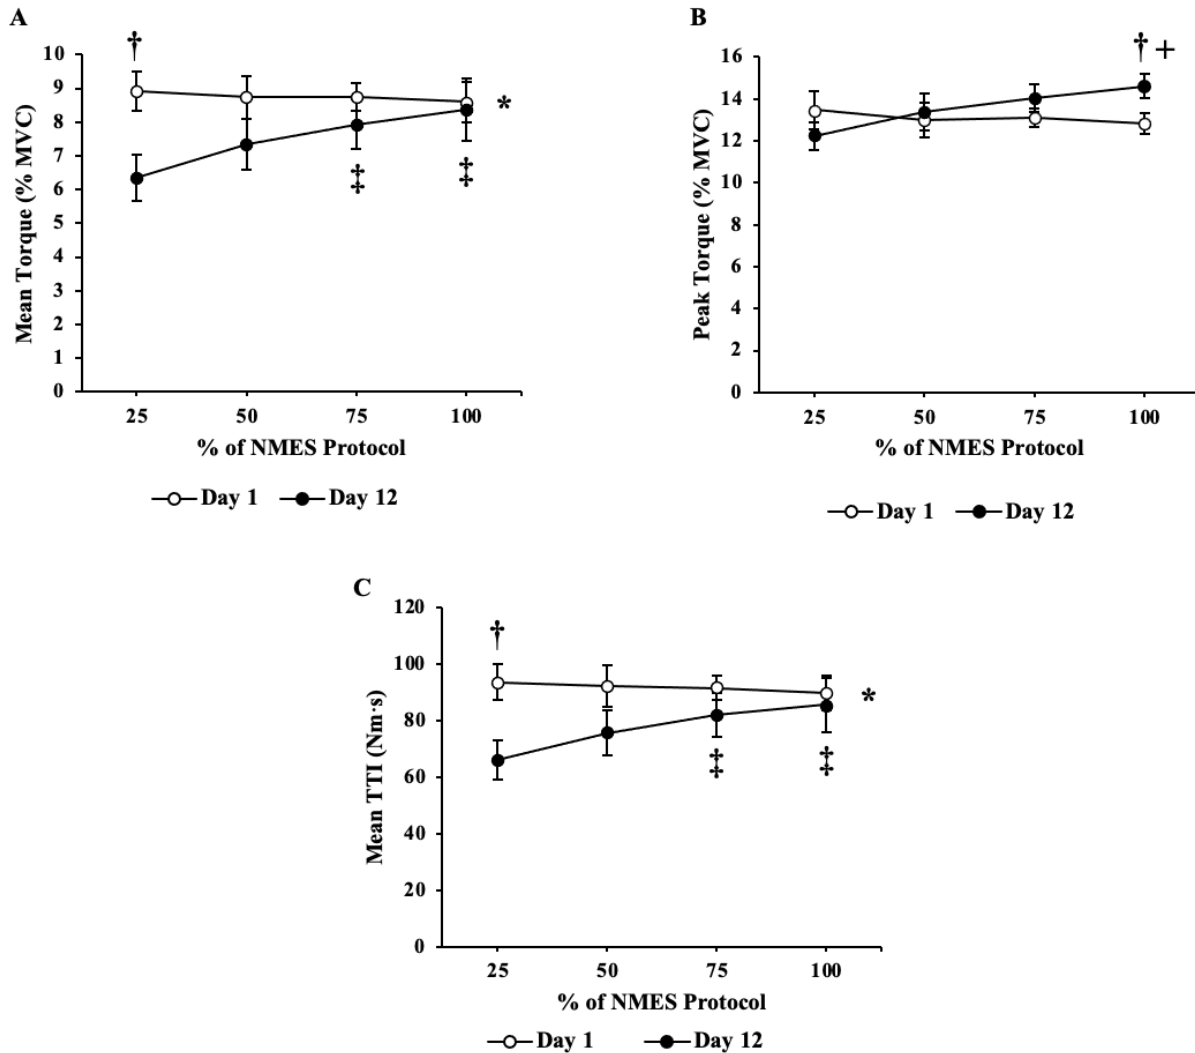 A
†
10
9
8
7
6
5
4
3
2
1
0
*
‡
‡
Mean Torque (% MVC)
25 50 75 100
% of NMES Protocol
Day 1 Day 12
B
† +
16
14
12
10
8
6
4
2
0
Peak Torque (% MVC)
25 50 75 100
% of NMES Protocol
Day 1 Day 12
C
†
120
100
80
60
40
20
0
*
‡
‡
Mean TTI (Nm·s)
25 50 75 100
% of NMES Protocol
Day 1 Day 12